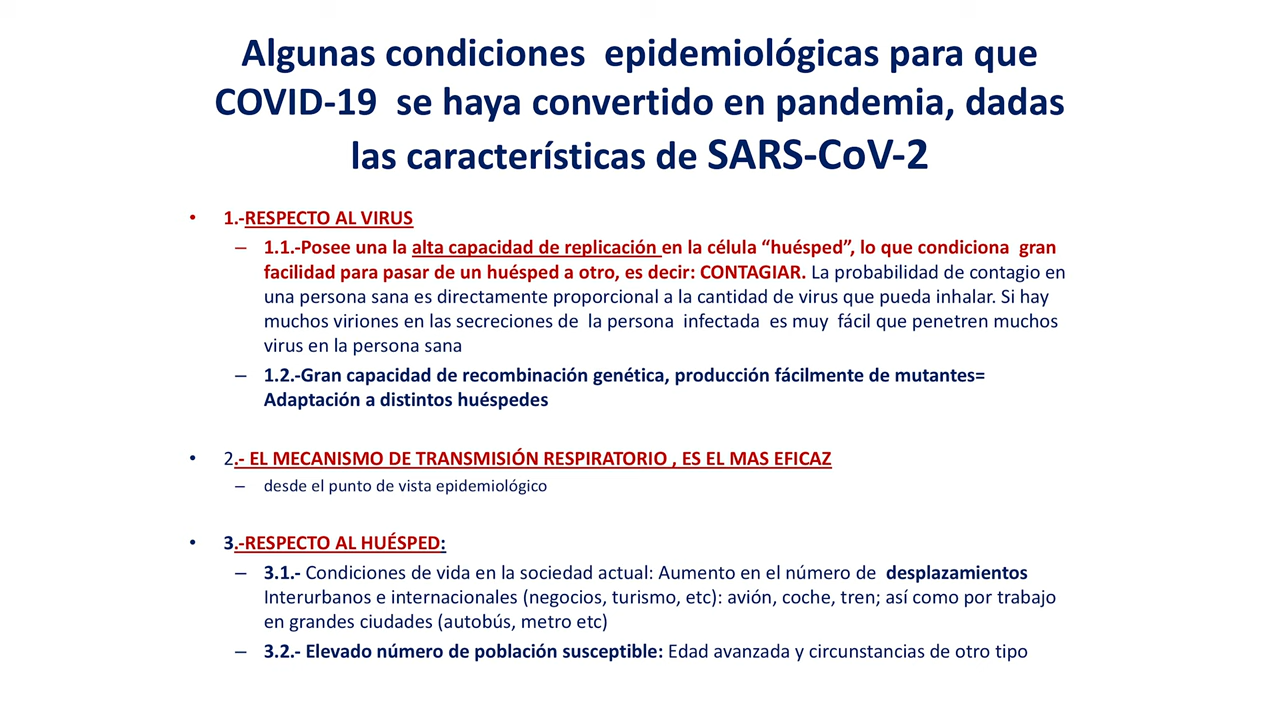 Algunas condiciones  epidemiológicas para que
COVID-19  se haya convertido en pandemia, dadas
las características de SARS-CoV-2
• 1.-RESPECTO AL VIRUS
– 1.1.-Posee una la alta capacidad de replicación en la célula “huésped”, lo que condiciona  gran
facilidad para pasar de un huésped a otro, es decir: CONTAGIAR. La probabilidad de contagio en
una persona sana es directamente proporcional a la cantidad de virus que pueda inhalar. Si hay
muchos viriones en las secreciones de  la persona  infectada  es muy  fácil que penetren muchos
virus en la persona sana
– 1.2.-Gran capacidad de recombinación genética, producción fácilmente de mutantes=
Adaptación a distintos huéspedes
• 2.- EL MECANISMO DE TRANSMISIÓN RESPIRATORIO , ES EL MAS EFICAZ
– desde el punto de vista epidemiológico
• 3.-RESPECTO AL HUÉSPED:
– 3.1.- Condiciones de vida en la sociedad actual: Aumento en el número de  desplazamientos
Interurbanos e internacionales (negocios, turismo, etc): avión, coche, tren; así como por trabajo
en grandes ciudades (autobús, metro etc)
– 3.2.- Elevado número de población susceptible: Edad avanzada y circunstancias de otro tipo